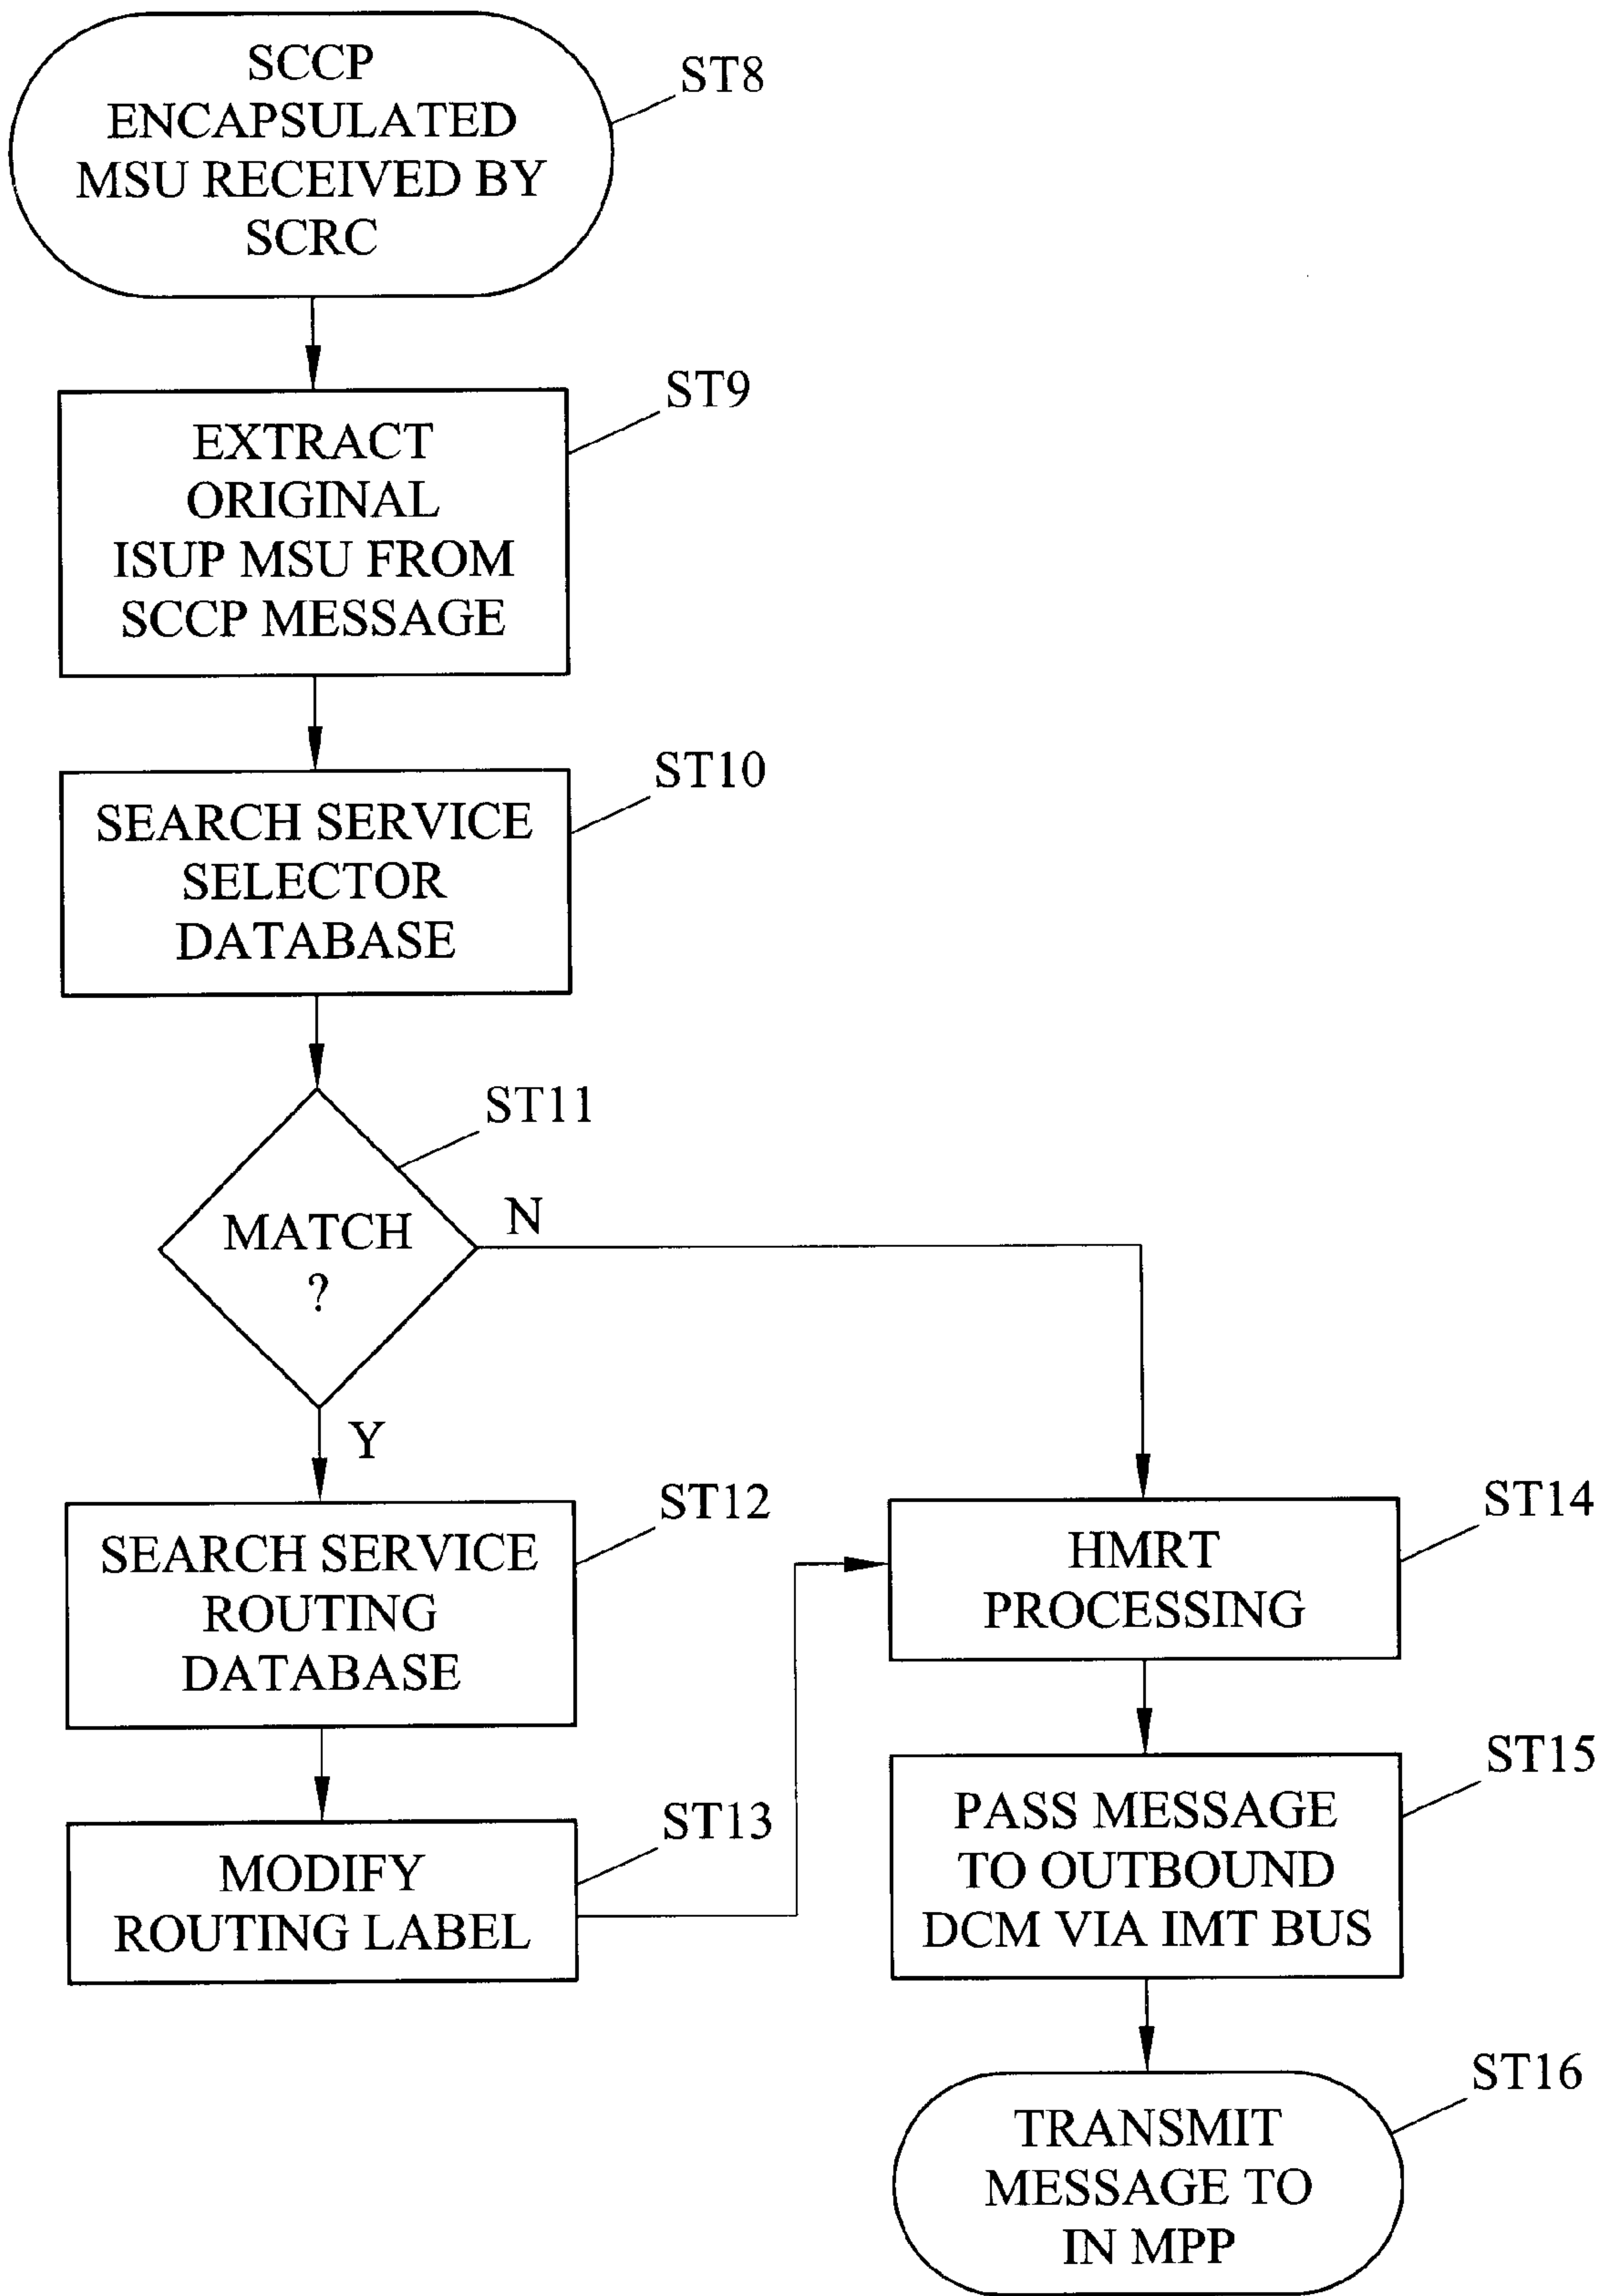 SCCP
ENCAPSULATED
MSU RECEIVED BY
SCRC
ST8
EXTRACT
ORIGINAL
ISUP MSU FROM
SCCP MESSAGE
ST9
SEARCH SERVICE
SELECTOR
DATABASE
ST10
MATCH
?
ST11
N
Y
SEARCH SERVICE
ROUTING
DATABASE
ST12
MODIFY
ROUTING LABEL
ST13
HMRT
PROCESSING
ST14
PASS MESSAGE
TO OUTBOUND
DCM VIA IMT BUS
ST15
TRANSMIT
MESSAGE TO
IN MPP
ST16